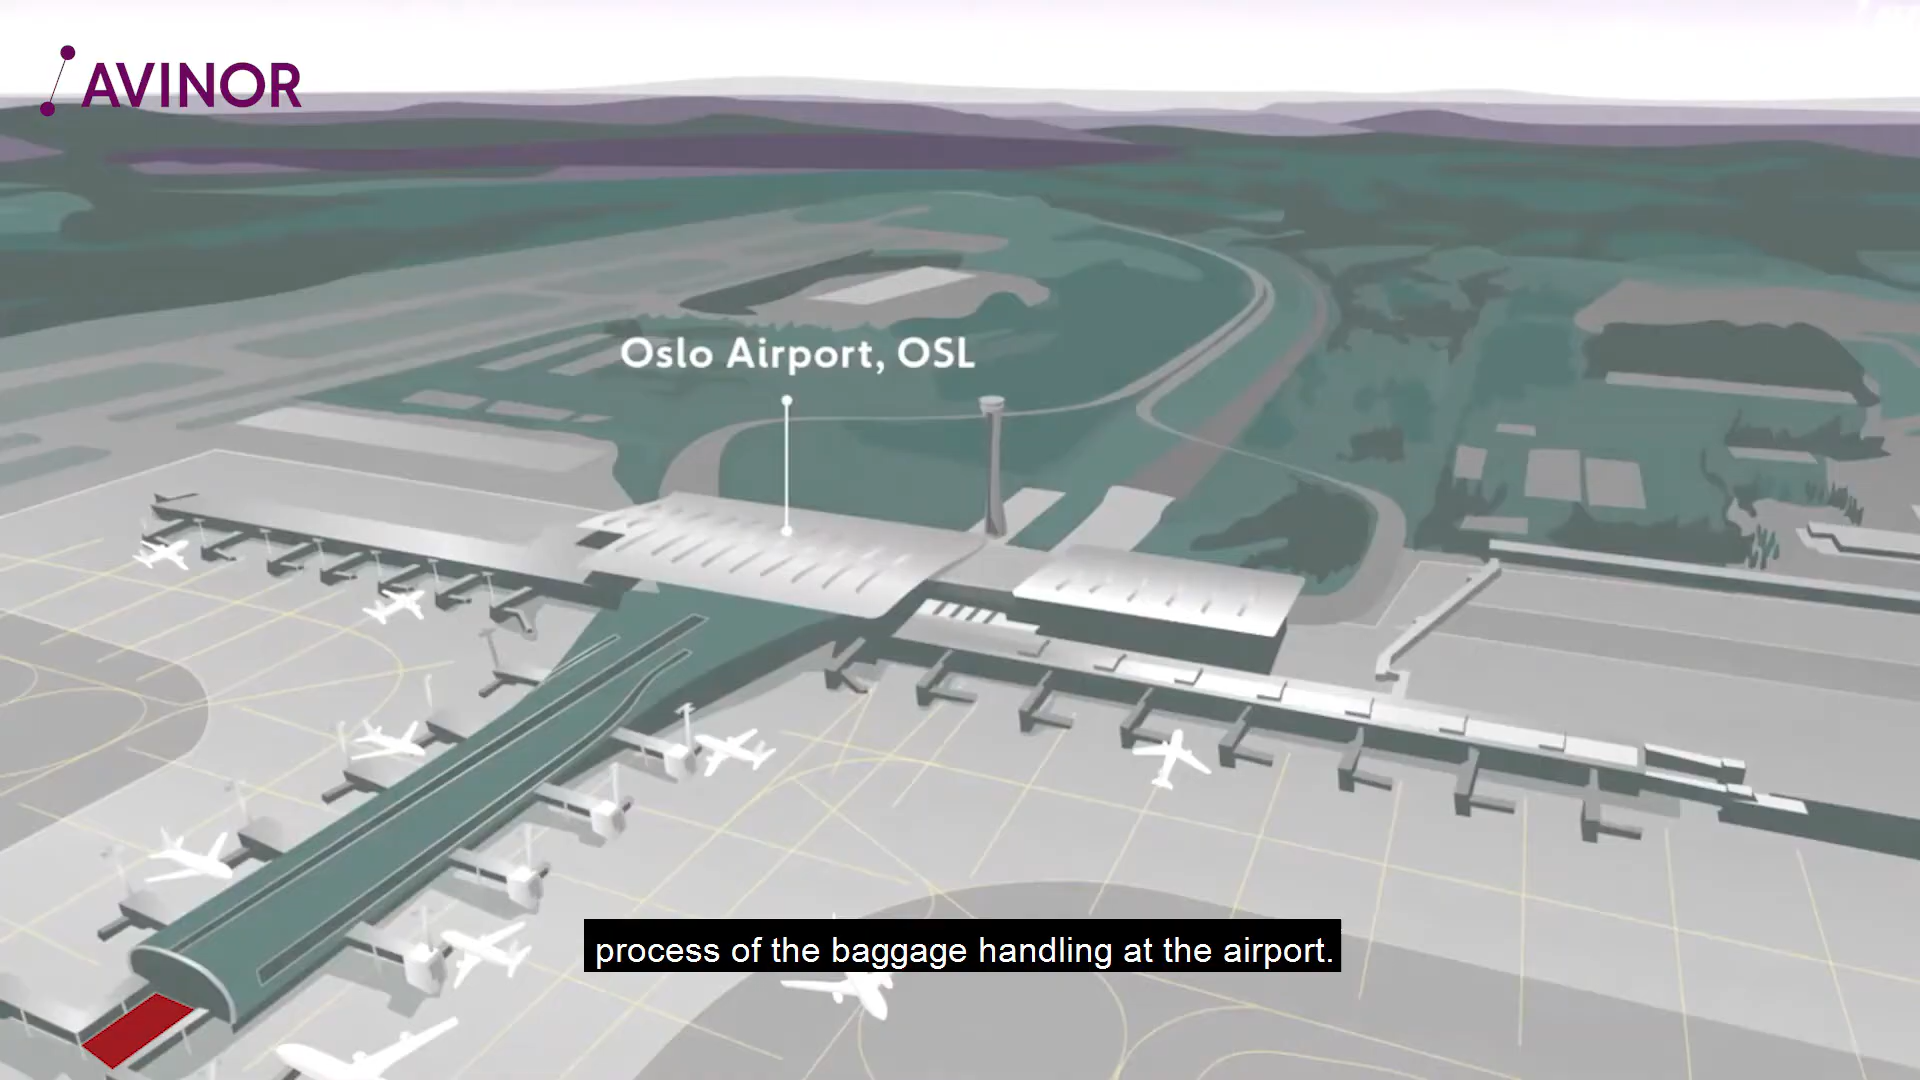 AVINOR
Oslo Airport, OSL
process of the baggage handling at the airport.